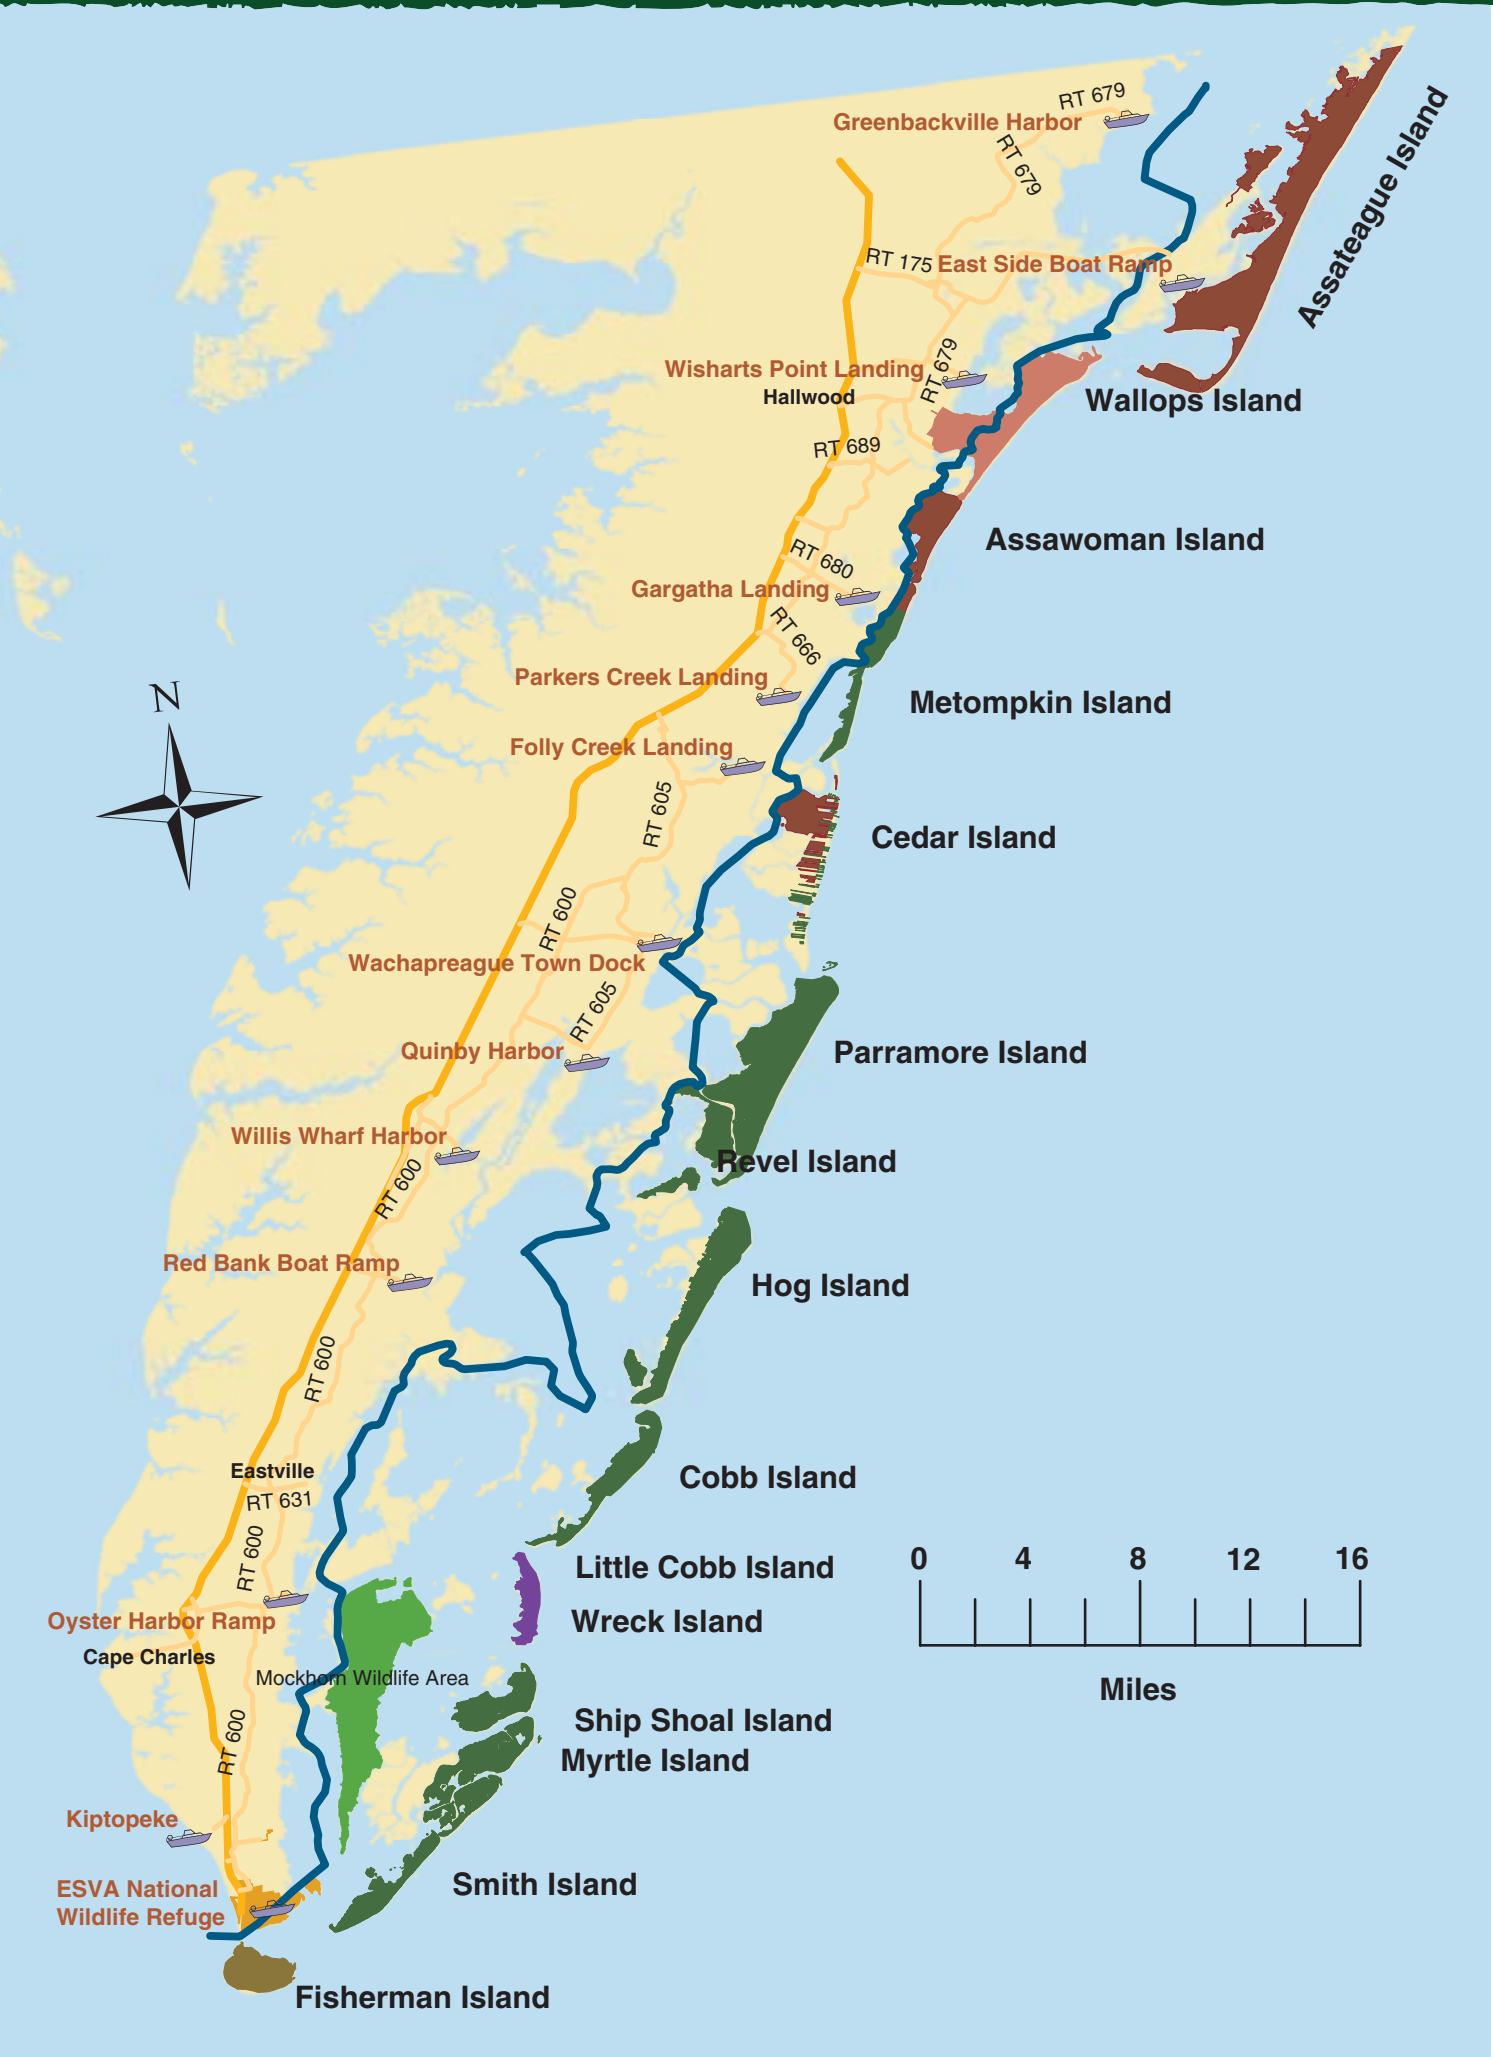 RT 679
Greenbackville Harbor
RT 679
Assateague Island
RT 175
East Side Boat Ramp
RT 679
Wisharts Point Landing
Hallwood
Wallops Island
RT 689
Assawoman Island
RT 680
Gargatha Landing
RT 666
Parkers Creek Landing
N
Metompkin Island
Folly Creek Landing
RT 605
Cedar Island
RT 600
Wachapreague Town Dock
RT 605
Quinby Harbor
Parramore Island
Willis Wharf Harbor
RT 600
Revel Island
Red Bank Boat Ramp
Hog Island
RT 600
Eastville
RT 631
Cobb Island
RT 600
0 4 8 12 16
Little Cobb Island
Oyster Harbor Ramp
Wreck Island
Cape Charles
Mockhorn Wildlife Area
Miles
Ship Shoal Island
RT 600
Myrtle Island
Kiptopeke
Smith Island
ESVA National
Wildlife Refuge
Fisherman Island